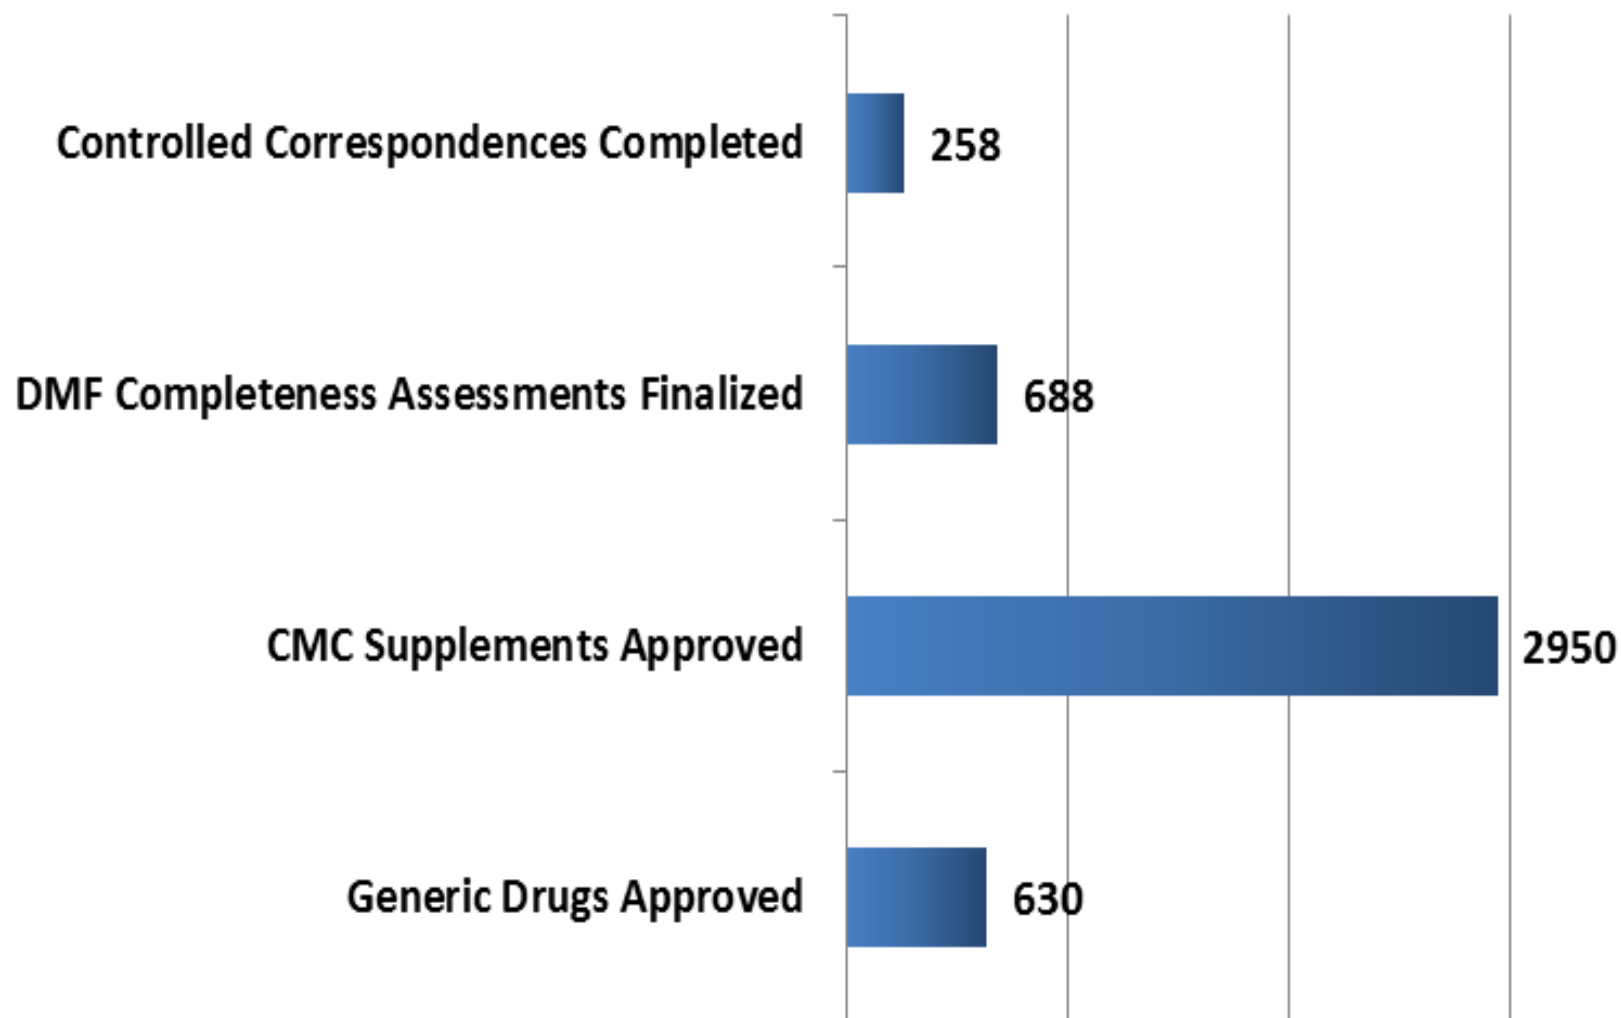 Controlled Correspondences Completed 258
DMF Completeness Assessments Finalized 688
CMC Supplements Approved 2950
Generic Drugs Approved 630